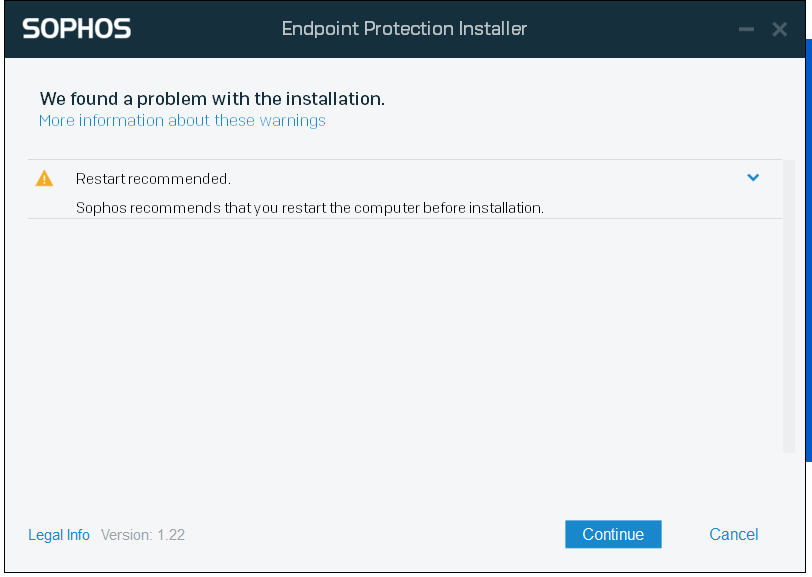 SOPHOS
Endpoint Protection Installer
We found a problem with the installation.
More information about these warnings
Restart recommended.
Sophos recommends that you restart the computer before installation.
Legal Info Version: 1.22
Continue
Cancel